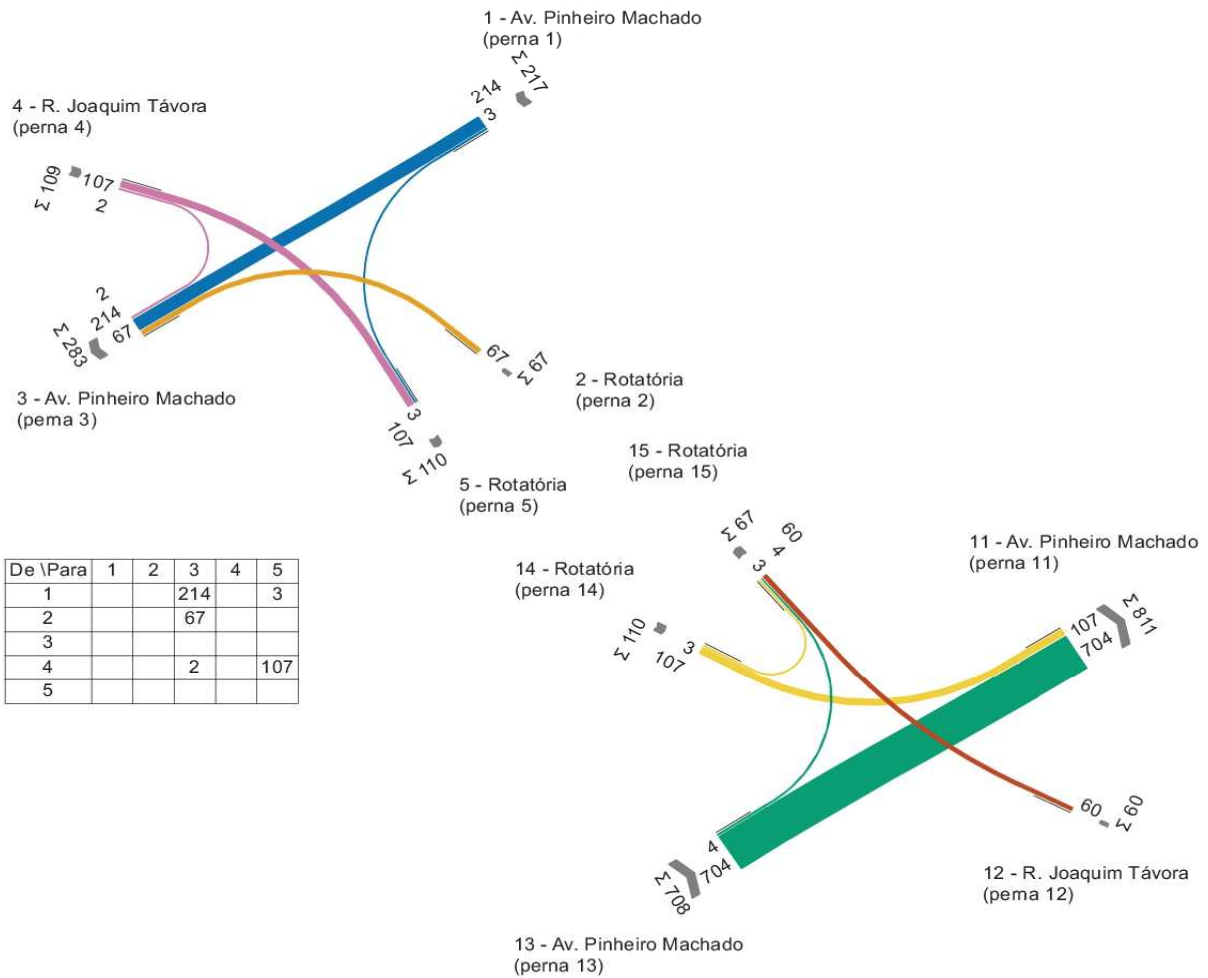 1 - Av. Pinheiro Machado
(perna 1)
Σ 217
214
3
4 - R. Joaquim Távora
(perna 4)
Σ 109
107
2
2
214
67
Σ 283
3 - Av. Pinheiro Machado
(perna 3)
67
Σ 67
2 - Rotatória
(perna 2)
3
107
Σ 110
5 - Rotatória
(perna 5)
15 - Rotatória
(perna 15)
Σ 67
60
4
3
De \Para 1 2 3 4 5
1 214 3
2 67
3
4 2 107
5
14 - Rotatória
(perna 14)
Σ 110
3
107
11 - Av. Pinheiro Machado
(perna 11)
Σ 811
107
704
4
704
Σ 708
13 - Av. Pinheiro Machado
(perna 13)
60
Σ 60
12 - R. Joaquim Távora
(perna 12)